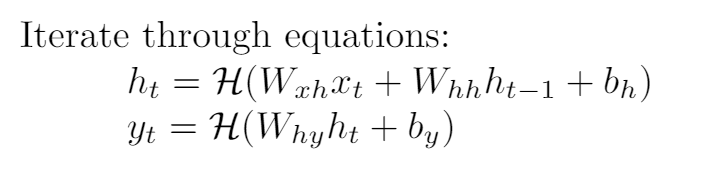 Iterate through equations:
h_t = \mathcal{H}(W_{xh}x_t + W_{hh}h_{t-1} + b_h)
y_t = \mathcal{H}(W_{hy}h_t + b_y)